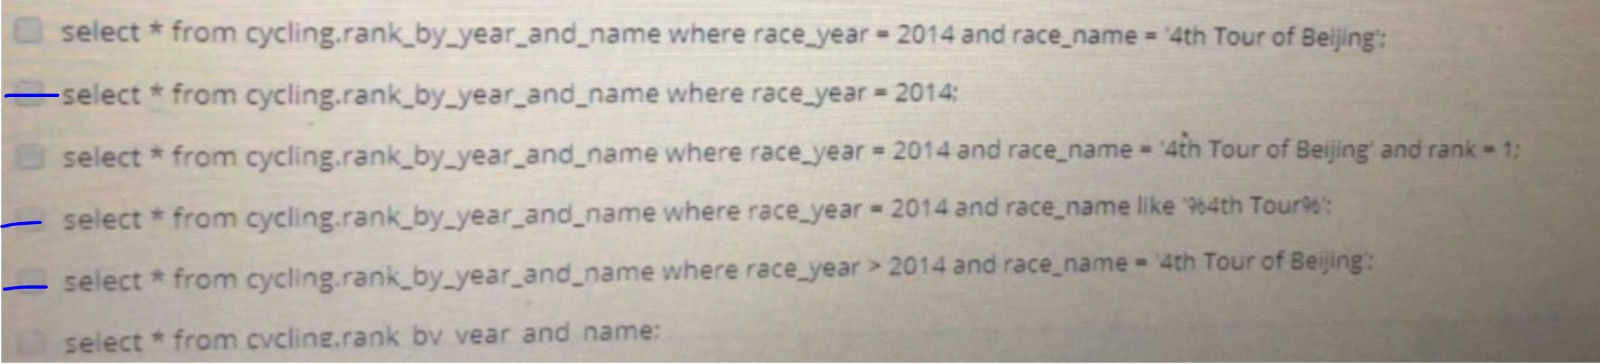 select * from cycling.rank_by_year_and_name where race_year = 2014 and race_name = '4th Tour of Beijing';
select * from cycling.rank_by_year_and_name where race_year = 2014;
select * from cycling.rank_by_year_and_name where race_year = 2014 and race_name = '4th Tour of Beijing' and rank = 1;
select * from cycling.rank_by_year_and_name where race_year = 2014 and race_name like '%4th Tour%';
select * from cycling.rank_by_year_and_name where race_year > 2014 and race_name = '4th Tour of Beijing';
select * from cycling.rank_by_year_and_name;